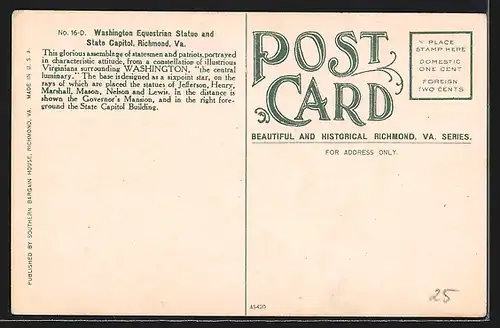 No. 16-D. Washington Equestrian Statue and
State Capitol, Richmond, Va.
This glorious assemblage of statesmen and patriots, portrayed
in characteristic attitude, from a constellation of illustrious
Virginians surrounding WASHINGTON, "the central
luminary." The base is designed as a sixpoint star, on the
rays of which are placed the statues of Jefferson, Henry,
Marshall, Mason, Nelson and Lewis. In the distance is
shown the Governor's Mansion, and in the right fore-
ground the State Capitol Building.
PUBLISHED BY SOUTHERN BARGAIN HOUSE, RICHMOND, VA. MADE IN U.S.A.
POST
CARD
PLACE
STAMP HERE
DOMESTIC
ONE CENT
FOREIGN
TWO CENTS
BEAUTIFUL AND HISTORICAL RICHMOND, VA. SERIES.
FOR ADDRESS ONLY.
A5420
25